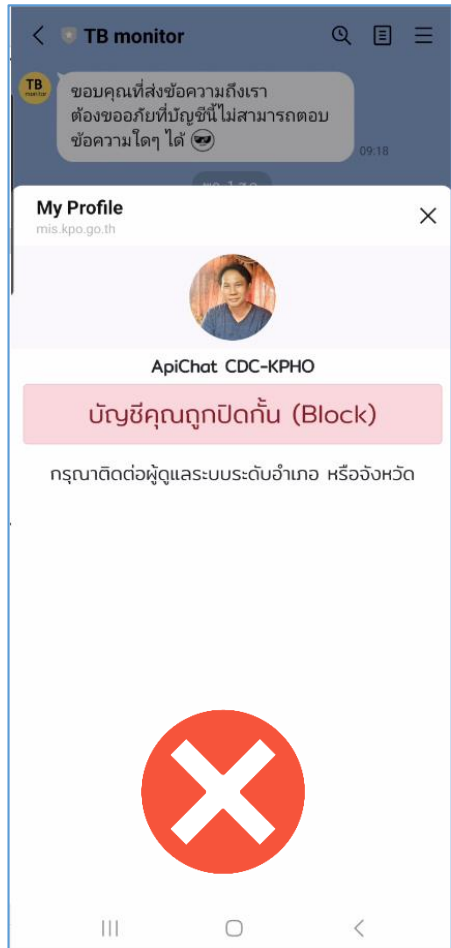 TB monitor
TB
monitor
ขอบคุณที่ส่งข้อความถึงเรา
ต้องขออภัยที่บัญชีนี้ไม่สามารถตอบ
ข้อความใดๆ ได้
09:18
My Profile
mis.kpo.go.th
ApiChat CDC-KPHO
บัญชีคุณถูกปิดกั้น (Block)
กรุณาติดต่อผู้ดูแลระบบระดับอำเภอ หรือจังหวัด